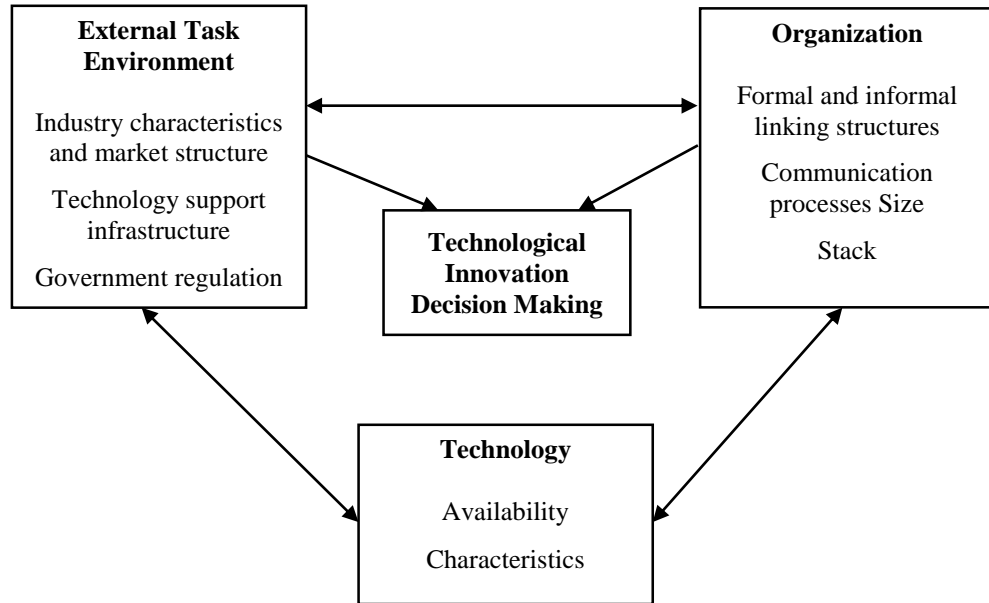 External Task
Environment
Industry characteristics
and market structure
Technology support
infrastructure
Government regulation
Organization
Formal and informal
linking structures
Communication
processes Size
Stack
Technological
Innovation
Decision Making
Technology
Availability
Characteristics